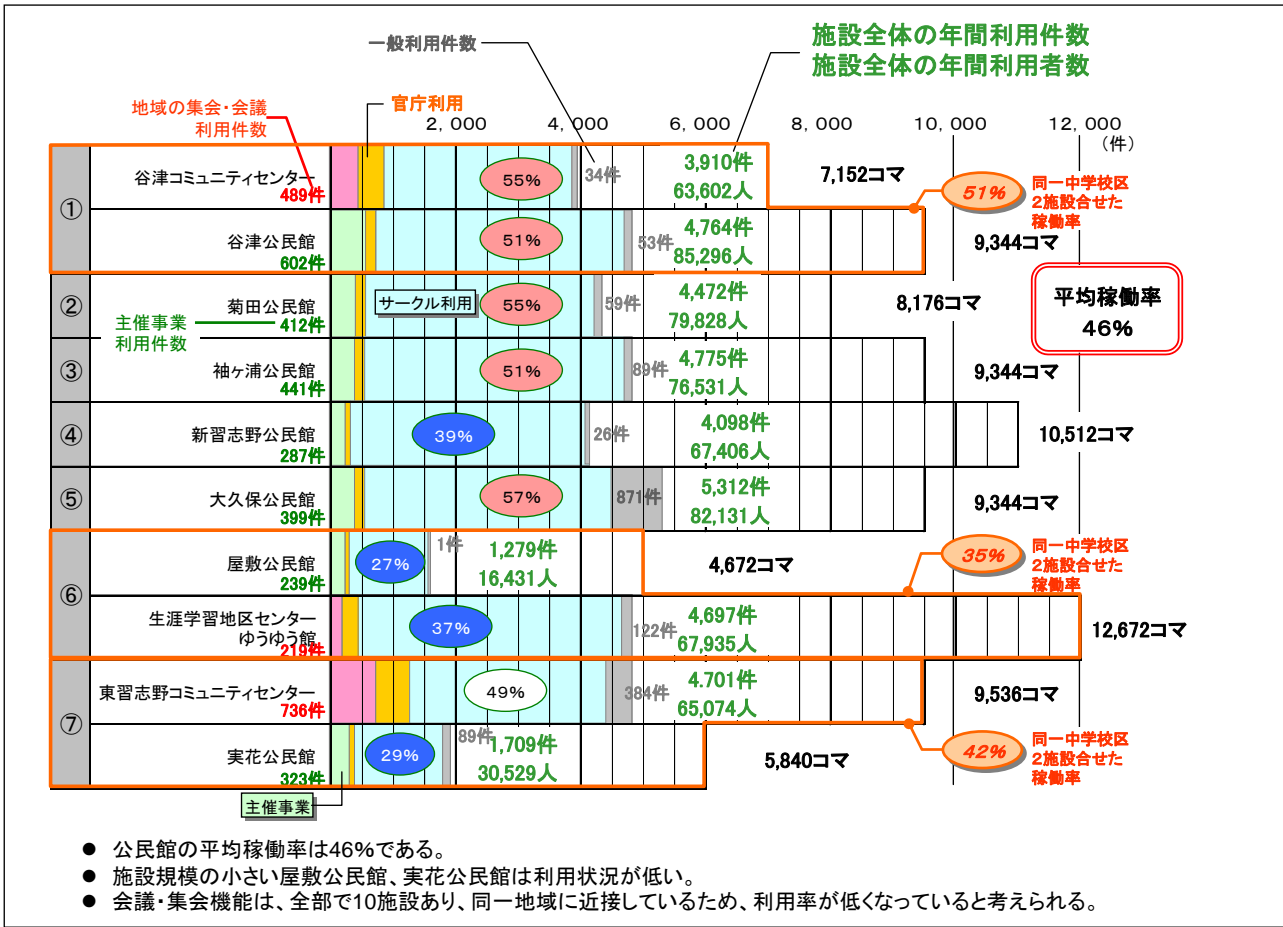 一般利用件数
施設全体の年間利用件数
施設全体の年間利用者数
地域の集会・会議
利用件数
官庁利用
2,000
4,000
6,000
8,000
10,000
12,000
(件)
①
谷津コミュニティセンター
489件
55%
34件
3,910件
63,602人
7,152コマ
51%
同一中学校区
2施設合せた
稼働率
谷津公民館
602件
51%
53件
4,764件
85,296人
9,344コマ
②
菊田公民館
412件
主催事業
利用件数
サークル利用
55%
59件
4,472件
79,828人
8,176コマ
平均稼働率
46%
③
袖ヶ浦公民館
441件
51%
89件
4,775件
76,531人
9,344コマ
④
新習志野公民館
287件
39%
26件
4,098件
67,406人
10,512コマ
⑤
大久保公民館
399件
57%
871件
5,312件
82,131人
9,344コマ
⑥
屋敷公民館
239件
27%
1件
1,279件
16,431人
4,672コマ
35%
同一中学校区
2施設合せた
稼働率
生涯学習地区センター
ゆうゆう館
219件
37%
122件
4,697件
67,935人
12,672コマ
⑦
東習志野コミュニティセンター
736件
49%
384件
4.701件
65,074人
9,536コマ
実花公民館
323件
29%
89件
1,709件
30,529人
5,840コマ
42%
同一中学校区
2施設合せた
稼働率
主催事業
● 公民館の平均稼働率は46%である。
● 施設規模の小さい屋敷公民館、実花公民館は利用状況が低い。
● 会議・集会機能は、全部で10施設あり、同一地域に近接しているため、利用率が低くなっていると考えられる。